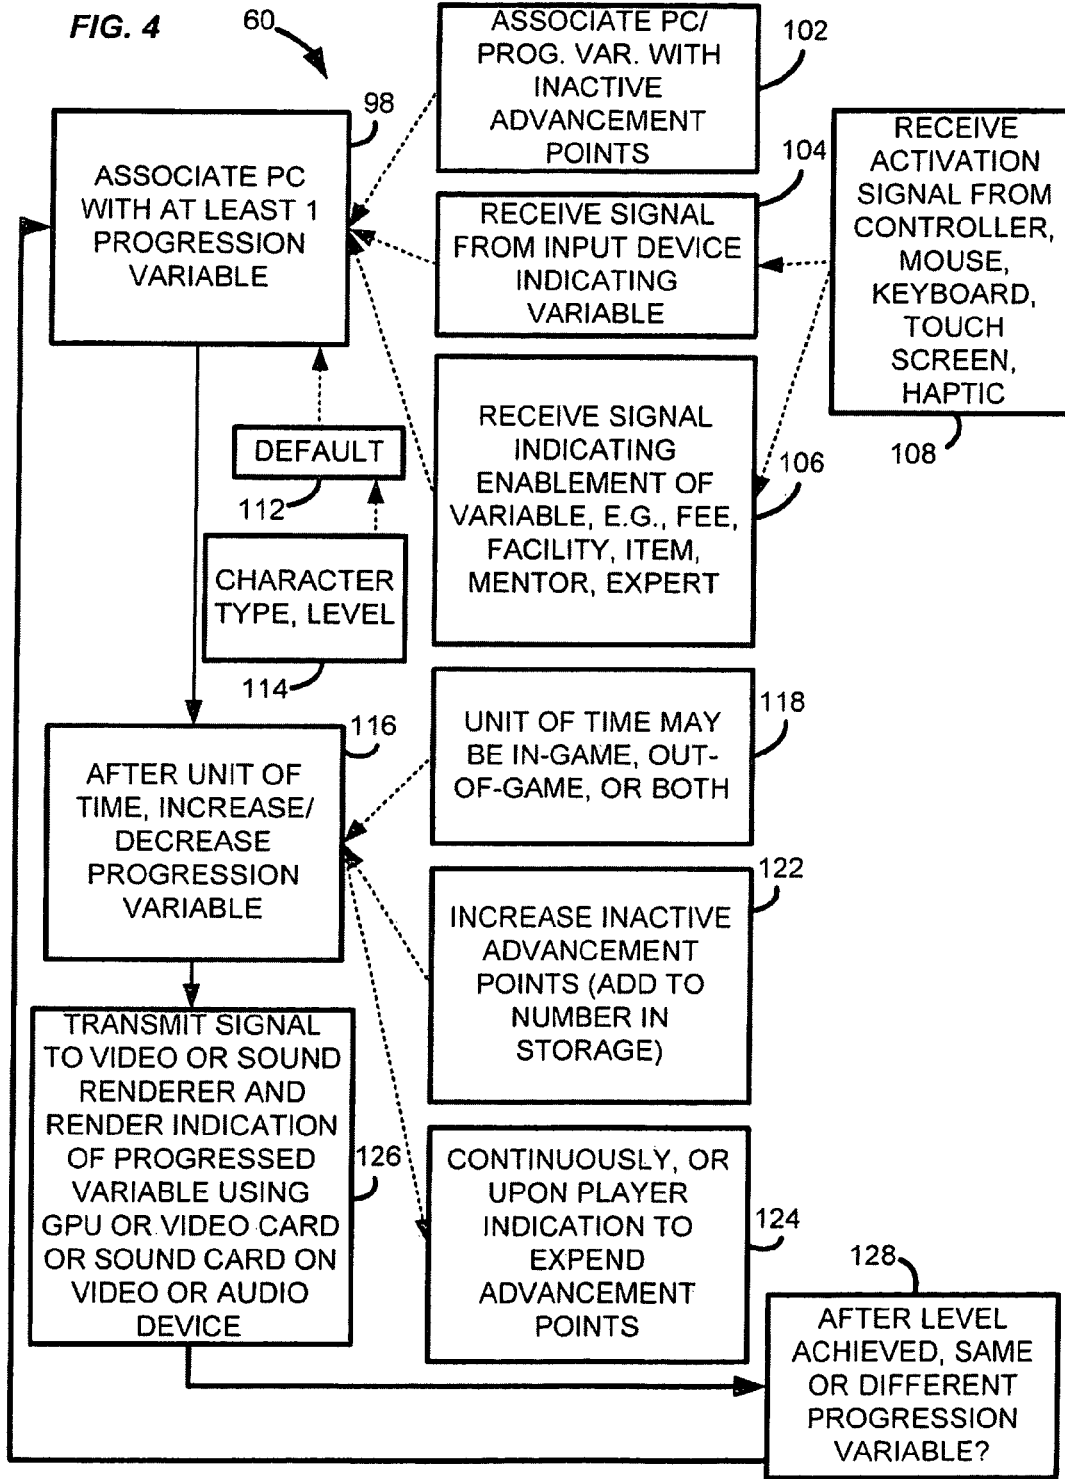 FIG. 4
60
ASSOCIATE PC/
PROG. VAR. WITH
INACTIVE
ADVANCEMENT
POINTS
102
98
ASSOCIATE PC
WITH AT LEAST 1
PROGRESSION
VARIABLE
104
RECEIVE SIGNAL
FROM INPUT DEVICE
INDICATING
VARIABLE
RECEIVE
ACTIVATION
SIGNAL FROM
CONTROLLER,
MOUSE,
KEYBOARD,
TOUCH
SCREEN,
HAPTIC
108
RECEIVE SIGNAL
INDICATING
ENABLEMENT OF
VARIABLE, E.G., FEE,
FACILITY, ITEM,
MENTOR, EXPERT
106
DEFAULT
112
CHARACTER
TYPE, LEVEL
114
116
AFTER UNIT OF
TIME, INCREASE/
DECREASE
PROGRESSION
VARIABLE
UNIT OF TIME MAY
BE IN-GAME, OUT-
OF-GAME, OR BOTH
118
122
INCREASE INACTIVE
ADVANCEMENT
POINTS (ADD TO
NUMBER IN
STORAGE)
TRANSMIT SIGNAL
TO VIDEO OR SOUND
RENDERER AND
RENDER INDICATION
OF PROGRESSED
VARIABLE USING
GPU OR VIDEO CARD
OR SOUND CARD ON
VIDEO OR AUDIO
DEVICE
126
CONTINUOUSLY, OR
UPON PLAYER
INDICATION TO
EXPEND
ADVANCEMENT
POINTS
124
128
AFTER LEVEL
ACHIEVED, SAME
OR DIFFERENT
PROGRESSION
VARIABLE?